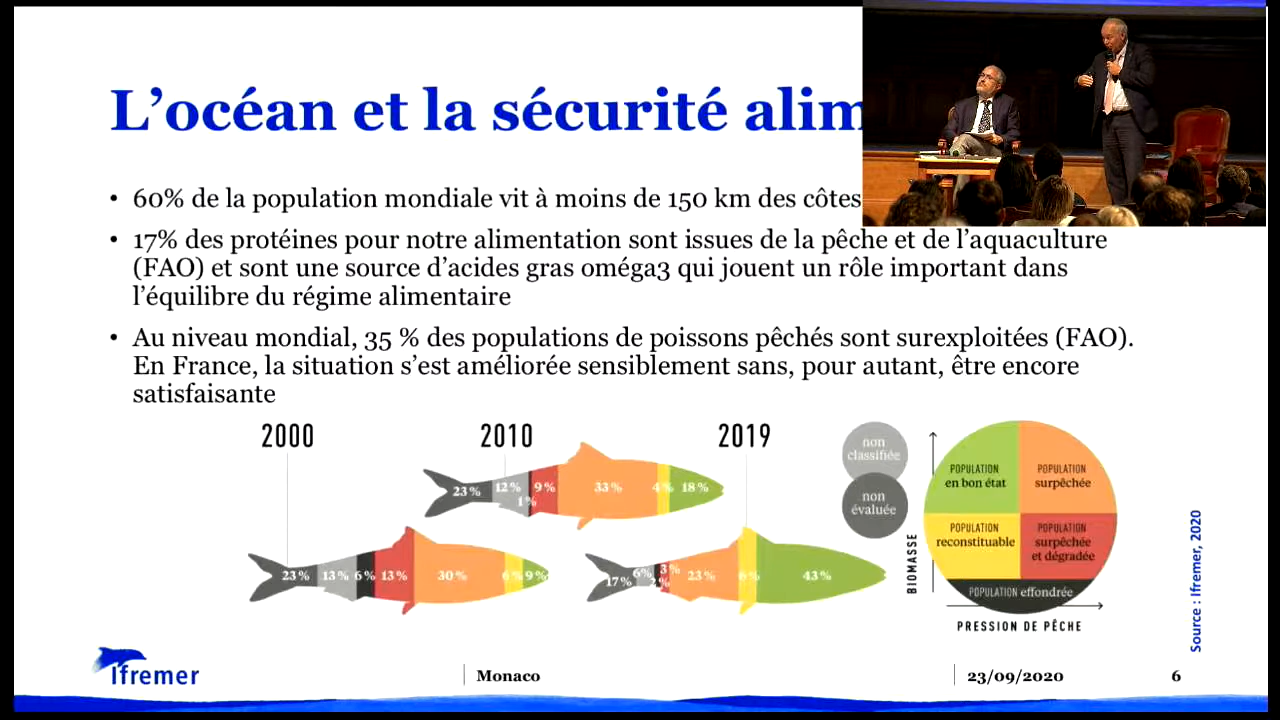 L'océan et la sécurité alim
• 60% de la population mondiale vit à moins de 150 km des côtes
• 17% des protéines pour notre alimentation sont issues de la pêche et de l'aquaculture
(FAO) et sont une source d'acides gras oméga3 qui jouent un rôle important dans
l'équilibre du régime alimentaire
• Au niveau mondial, 35 % des populations de poissons pêchés sont surexploitées (FAO).
En France, la situation s'est améliorée sensiblement sans, pour autant, être encore
satisfaisante
2000
2010
2019
23 % 12 % 1 % 9 % 33 % 4 % 18 %
23 % 13 % 6 % 13 % 30 % 6 % 9 %
17 % 6 % 2 % 3 % 23 % 6 % 43 %
non
classifiée
non
évaluée
POPULATION
en bon état
POPULATION
surpêchée
POPULATION
reconstituable
POPULATION
surpêchée
et dégradée
POPULATION effondrée
BIOMASSE
PRESSION DE PÊCHE
Source : Ifremer, 2020
Ifremer
Monaco
23/09/2020
6